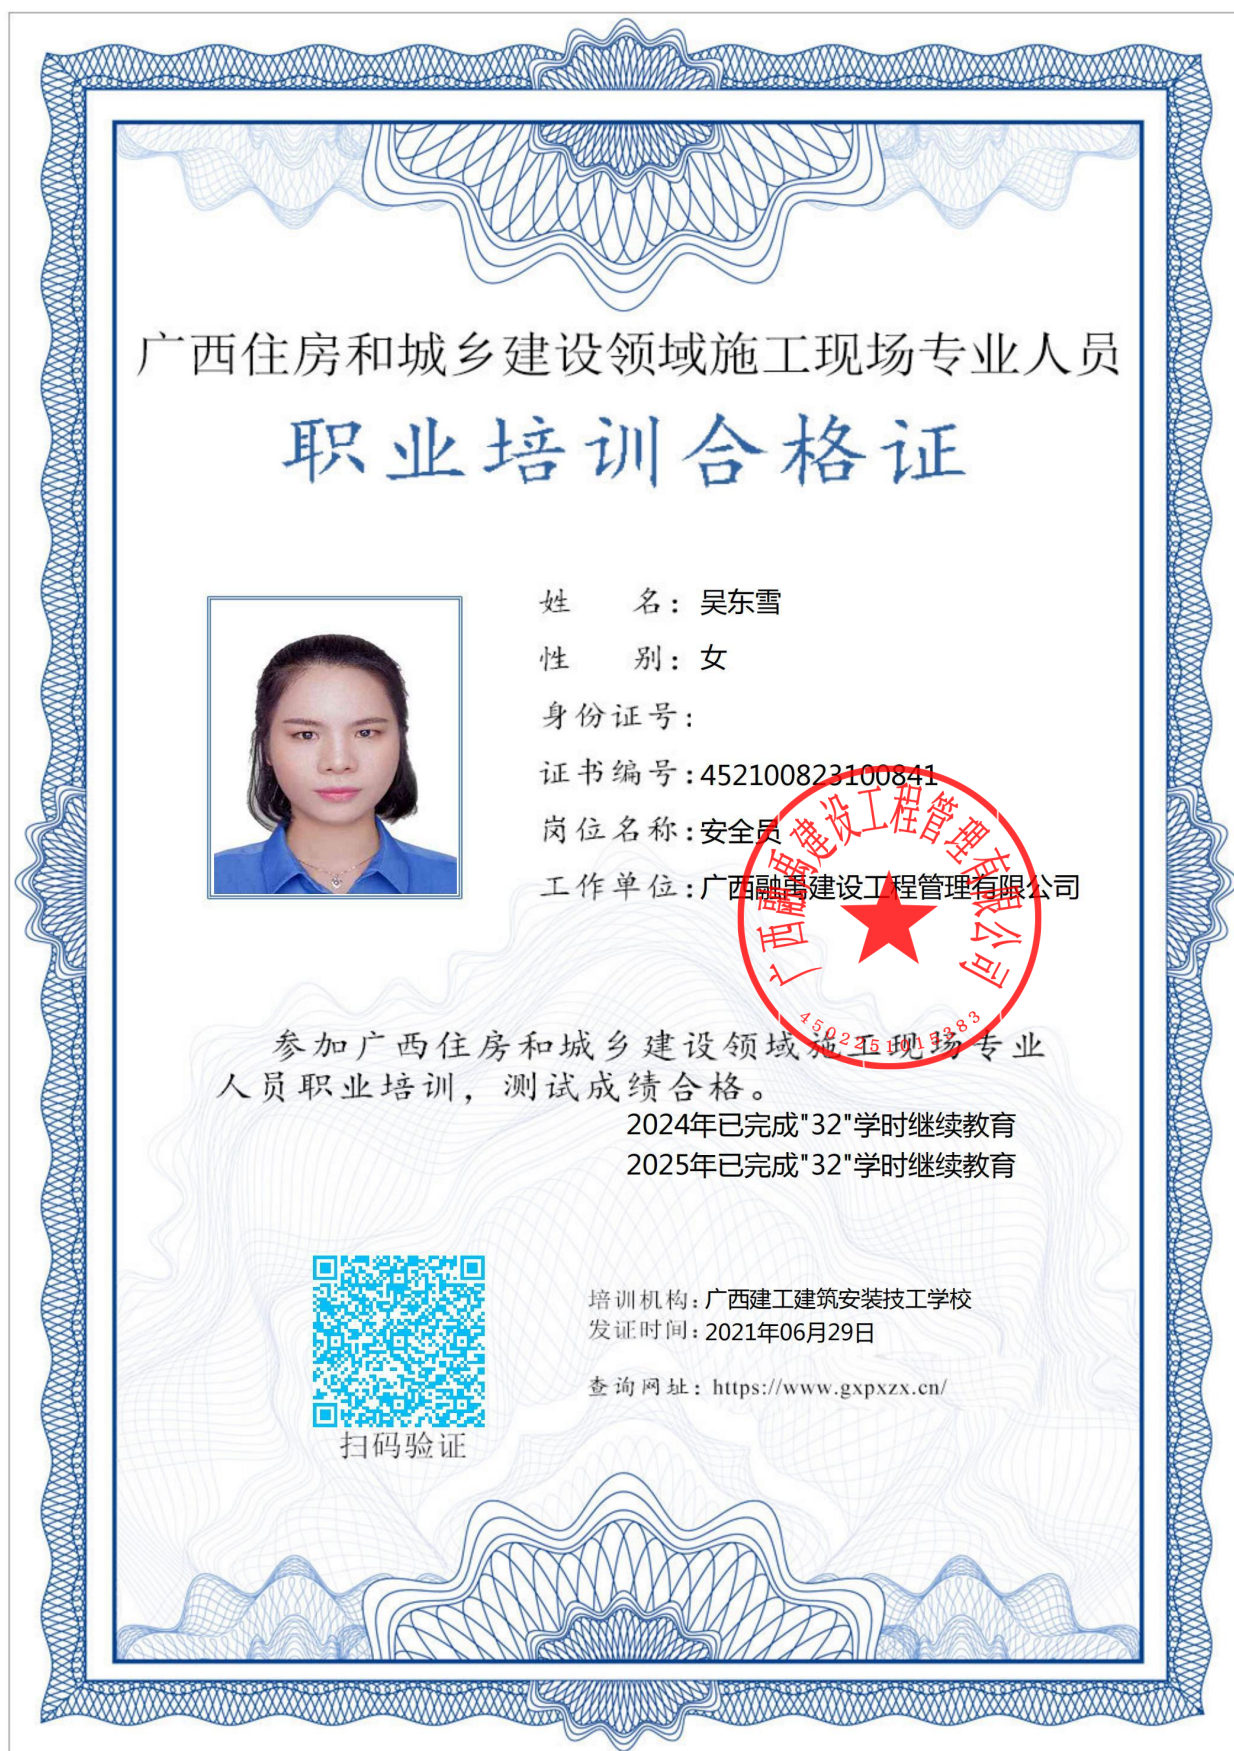 广西住房和城乡建设领域施工现场专业人员
职业培训合格证
姓 名：吴东雪
性 别：女
身份证号：
证书编号：452100823100841
岗位名称：安全员
工作单位：广西融禹建设工程管理有限公司
广西融禹建设工程管理有限公司
4502251015383
参加广西住房和城乡建设领域施工现场专业
人员职业培训，测试成绩合格。
2024年已完成"32"学时继续教育
2025年已完成"32"学时继续教育
培训机构：广西建工建筑安装技工学校
发证时间：2021年06月29日
查询网址：https://www.gxpxzx.cn/
扫码验证